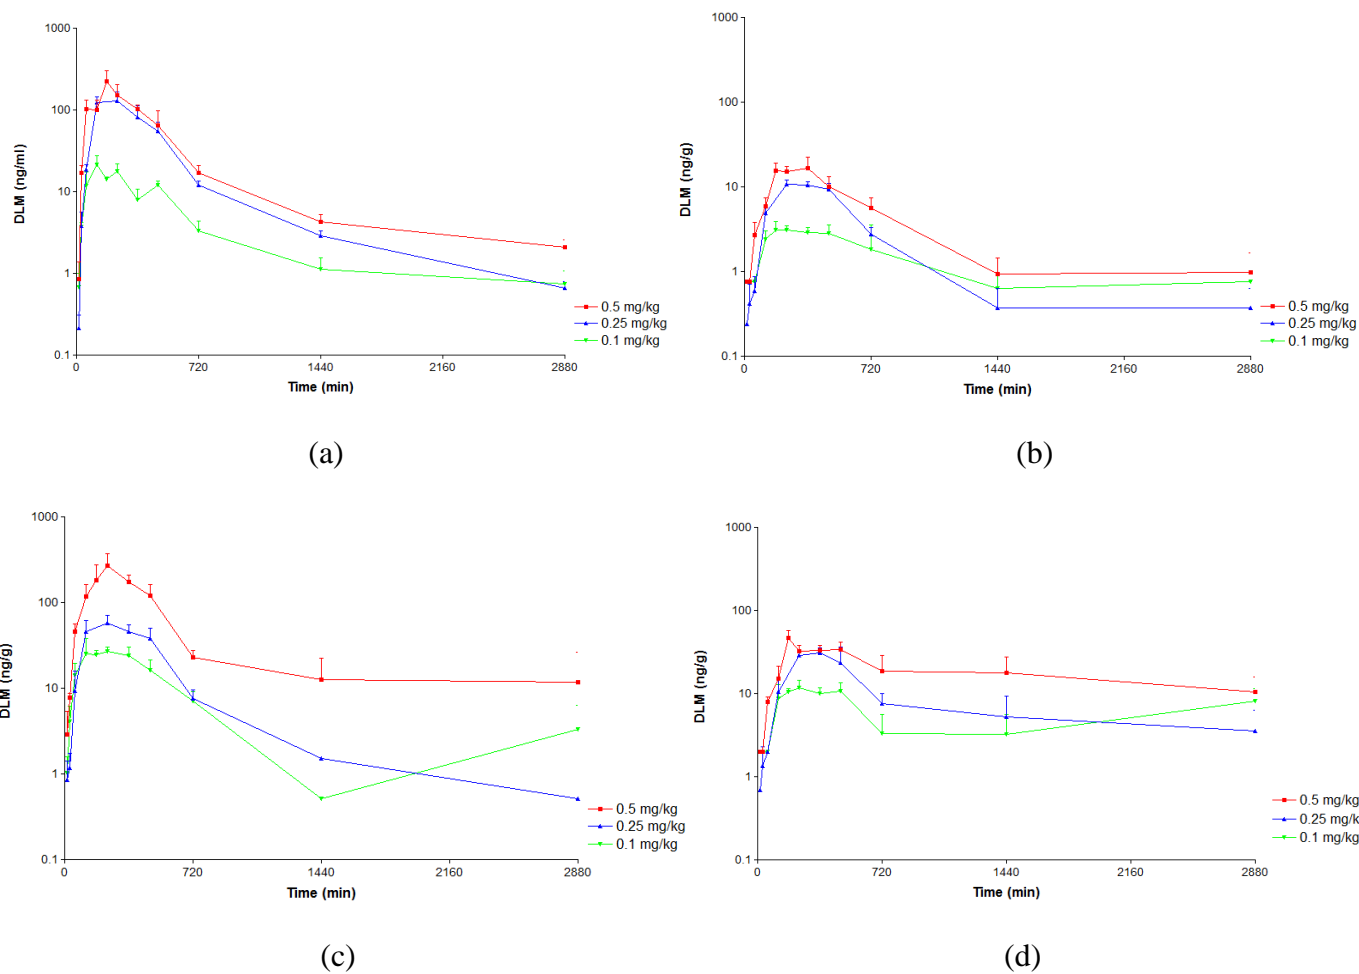 1000
100
10
1
0.1
DLM (ng/ml)
0
720
1440
2160
2880
Time (min)
0.5 mg/kg
0.25 mg/kg
0.1 mg/kg
(a)
1000
100
10
1
0.1
DLM (ng/g)
0
720
1440
2160
2880
Time (min)
0.5 mg/kg
0.25 mg/kg
0.1 mg/kg
(b)
1000
100
10
1
0.1
DLM (ng/g)
0
720
1440
2160
2880
Time (min)
0.5 mg/kg
0.25 mg/kg
0.1 mg/kg
(c)
1000
100
10
1
0.1
DLM (ng/g)
0
720
1440
2160
2880
Time (min)
0.5 mg/kg
0.25 mg/k
0.1 mg/kg
(d)